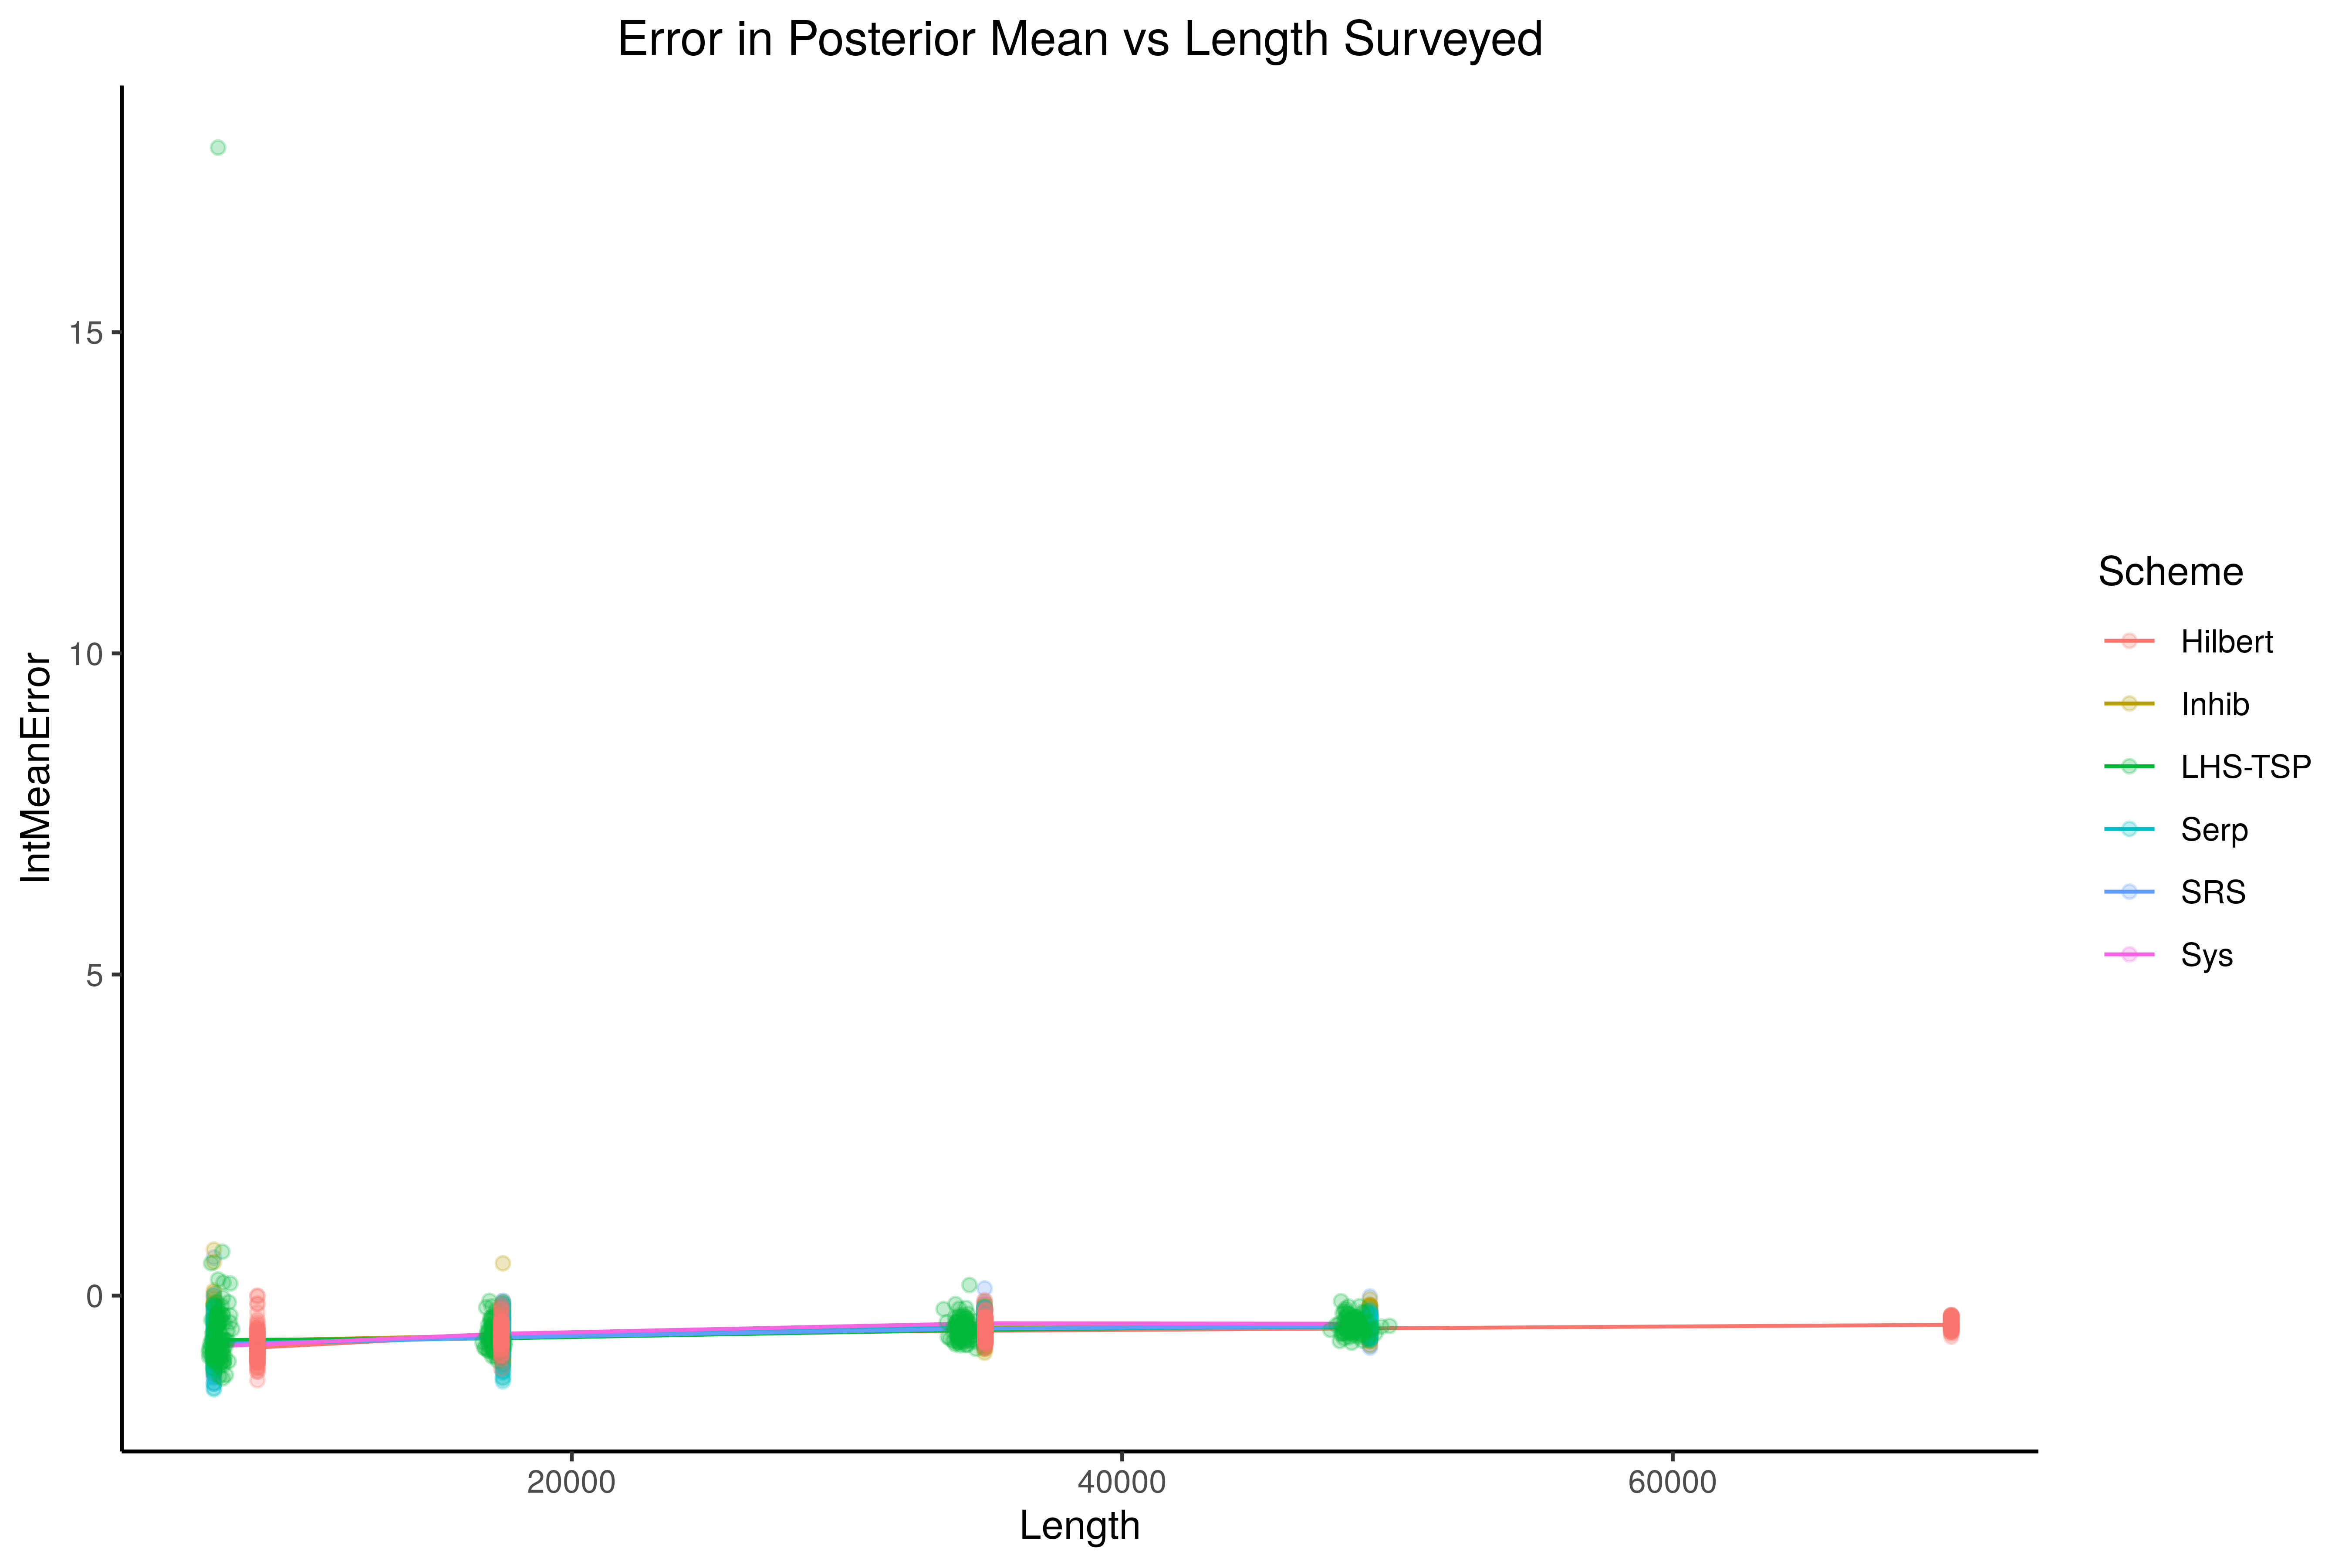 Error in Posterior Mean vs Length Surveyed
IntMeanError
15
10
5
0
20000
40000
60000
Length
Scheme
Hilbert
Inhib
LHS-TSP
Serp
SRS
Sys